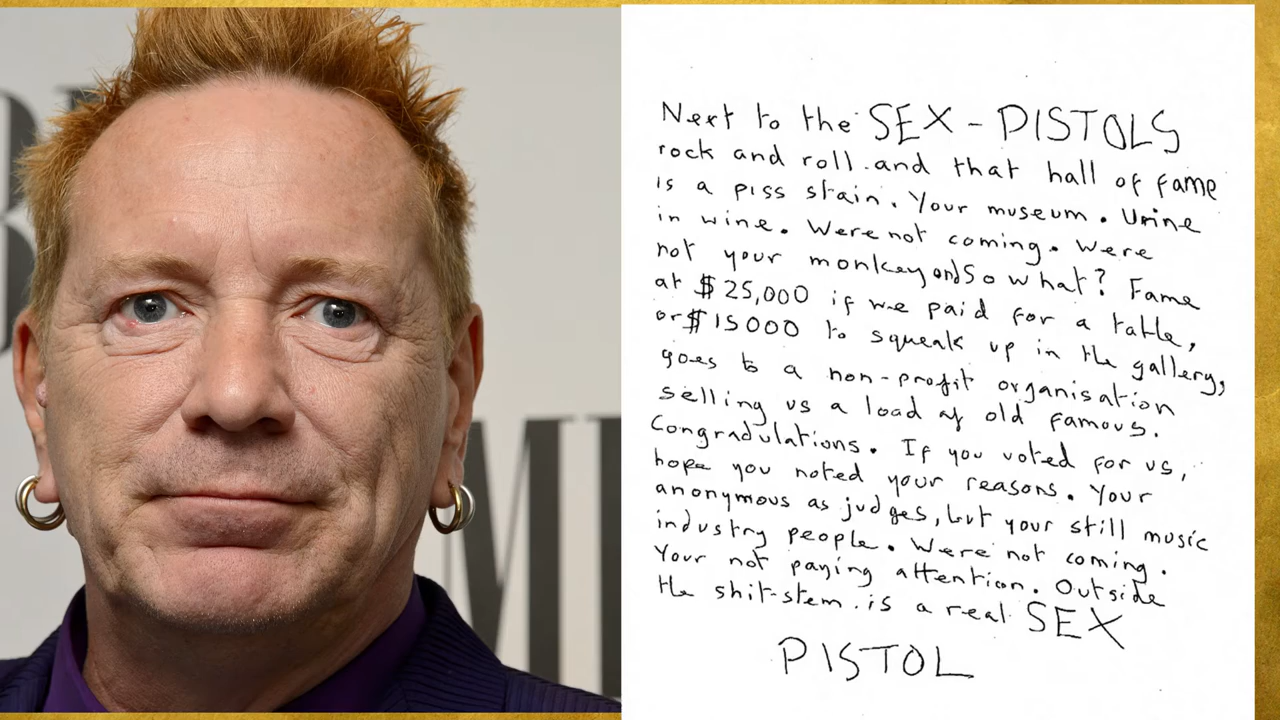 Next to the SEX-PISTOLS
rock and roll .and that hall of fame
is a piss stain. Your museum. Urine
in wine. Were not coming. Were
not your monkey and So what? Fame
at $25,000 if we paid for a table,
or $15000 to squeak up in the gallery,
goes to a non-profit organisation
selling us a load of old famous.
Congradulations. If you voted for us,
hope you noted your reasons. Your
anonymous as judges, but your still music
industry people. Were not coming.
Your not paying attention. Outside
the shit-stem .is a real SEX
PISTOL